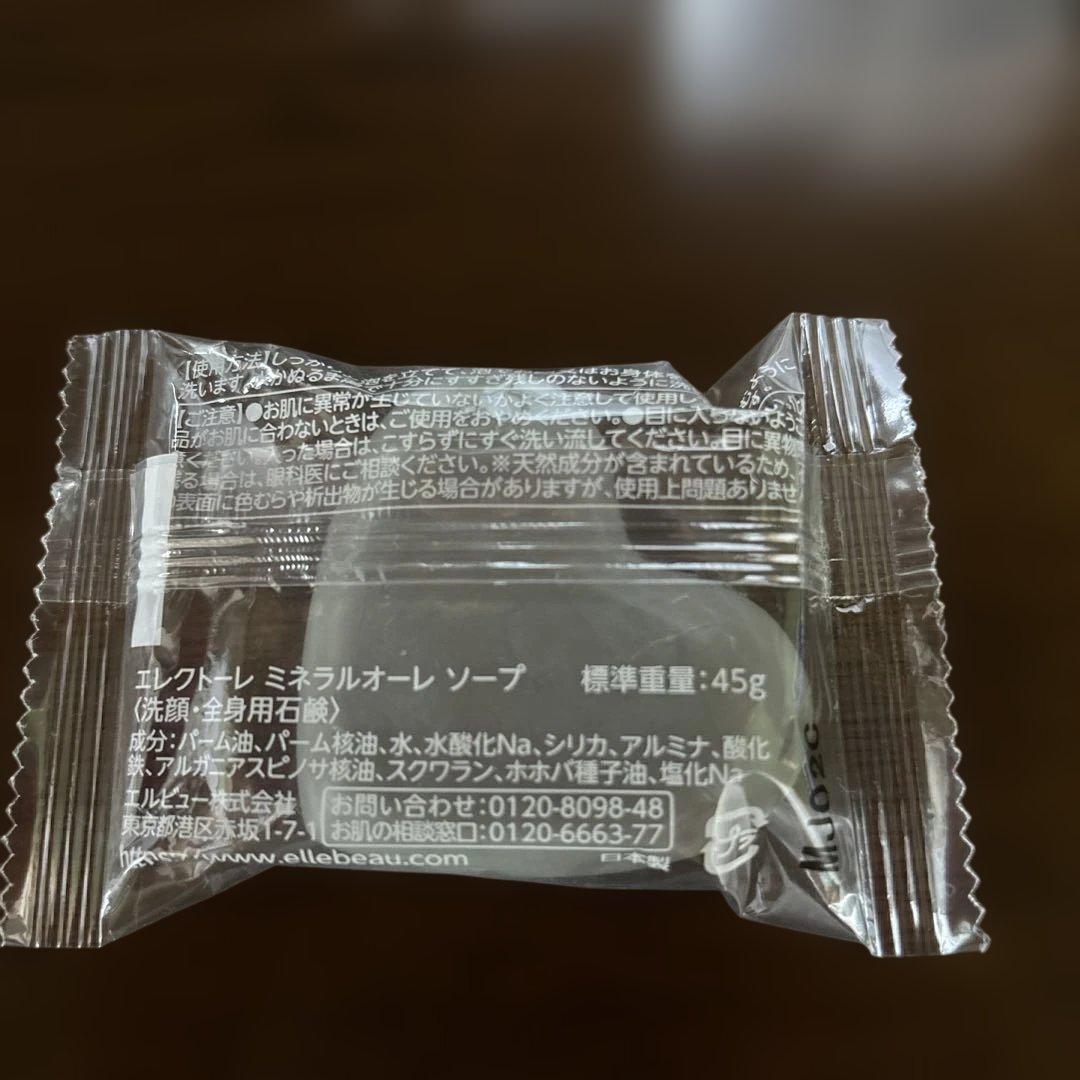 【使用方法】しっか
洗います。 かぬるま
【ご注意】●お肌に異常が生じていないかよく注意して使用し
品がお肌に合わないときは、ご使用をおやめください。●目に入らないように
った場合は、こすらずにすぐ洗い流してください。目に異物
る場合は、眼科医にご相談ください。※天然成分が含まれているため、
表面に色むらや析出物が生じる場合がありますが、使用上問題ありませ
エレクトーレ ミネラルオーレ ソープ 標準重量：45g
〈洗顔・全身用石鹸〉
成分：パーム油、パーム核油、水、水酸化Na、シリカ、アルミナ、酸化
鉄、アルガニアスピノサ核油、スクワラン、ホホバ種子油、塩化Na
エルビュー株式会社 お問い合わせ：0120-8098-48
東京都港区赤坂1-7-1 お肌の相談窓口：0120-6663-77
https://www.ellebeau.com 日本製
プラ
MJ02C